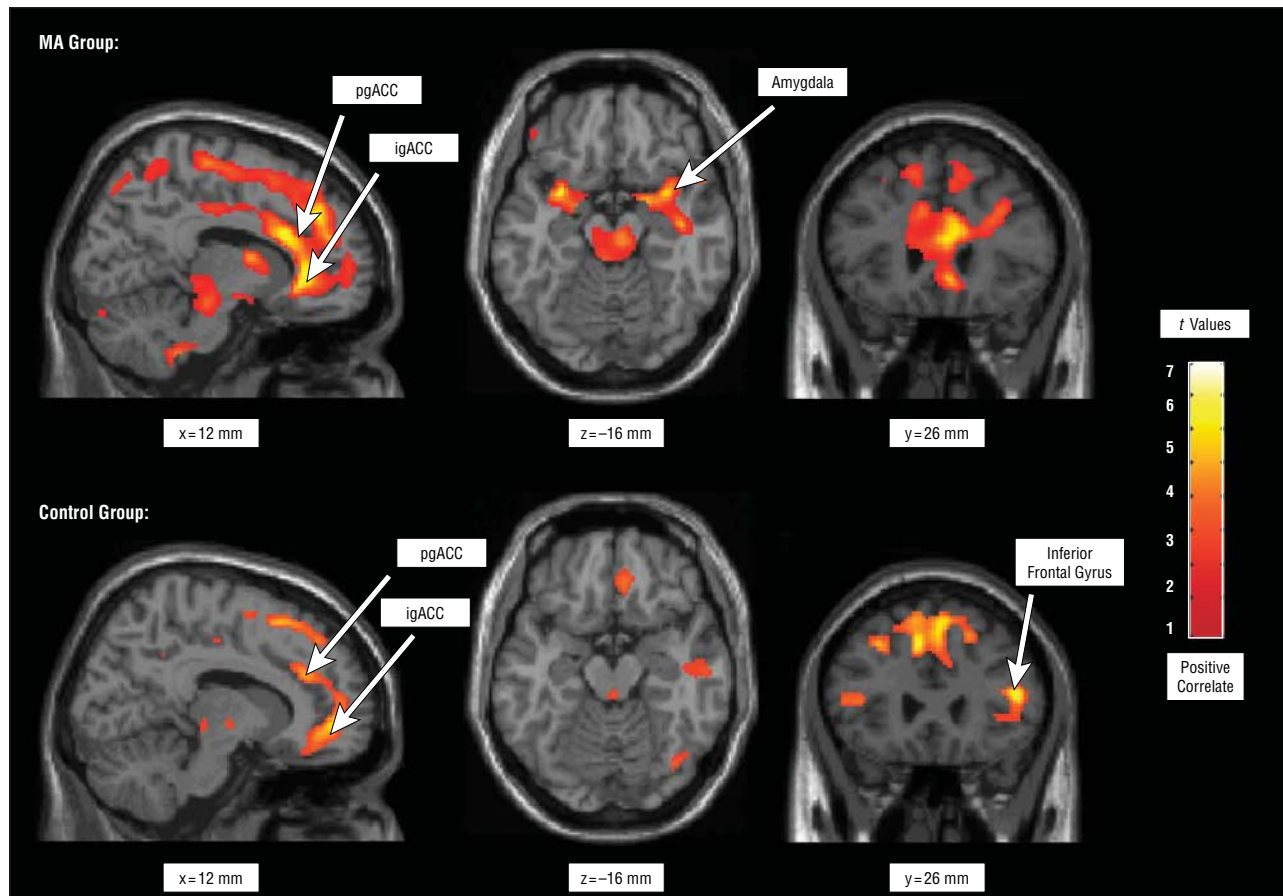 MA Group:
pgACC
igACC
Amygdala
x=12 mm
z=–16 mm
y=26 mm
t Values
7
6
5
4
3
2
1
Positive
Correlate
Control Group:
pgACC
igACC
Inferior
Frontal Gyrus
x=12 mm
z=–16 mm
y=26 mm